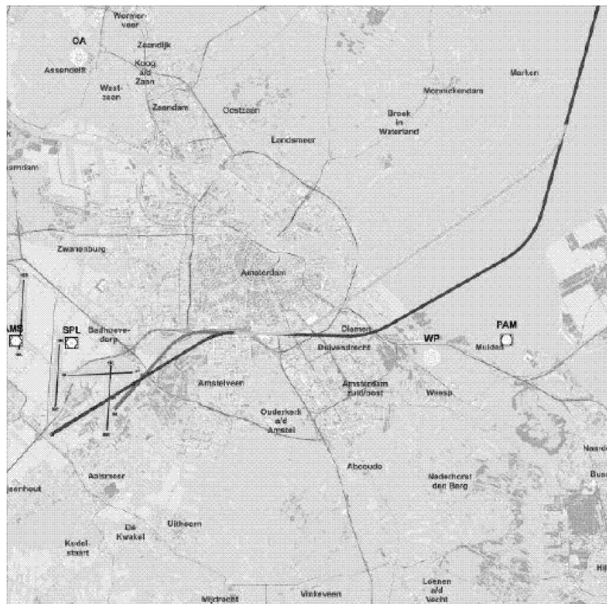 Wormer-
veer
OA
Zaandijk
Koog
a/d
Zaan
Assendelft
West-
zaan
Zaandam
Oostzaan
Marken
Monnickendam
Broek
in
Waterland
Landsmeer
Zwanenburg
Amsterdam
SPL
Badhoeve-
dorp
Diemen
Duivendrecht
WP
PAM
Muiden
Amstelveen
Amsterdam
zuid/oost
Weesp
Ouderkerk
a/d
Amstel
Aalsmeer
Abcoude
Nederhorst
den Berg
De
Kwakel
Uithoorn
Kudel-
staart
Mijdrecht
Vinkeveen
Loenen
a/d
Vecht